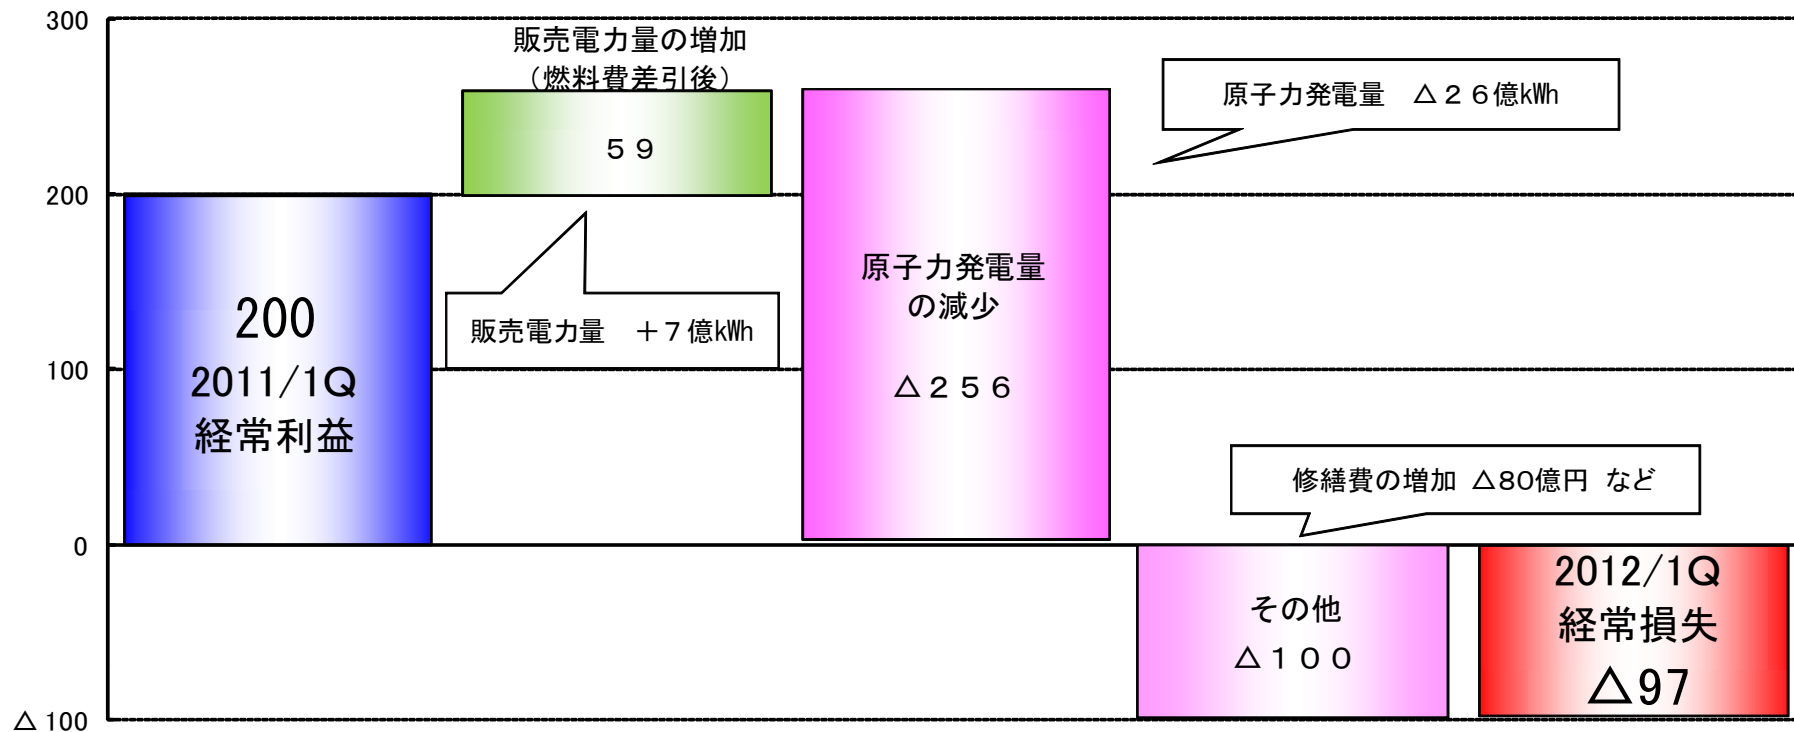 300
200
100
0
△100
販売電力量の増加
（燃料費差引後）
５９
販売電力量　＋７億kWh
200
2011/1Q
経常利益
原子力発電量
の減少
△２５６
原子力発電量　△２６億kWh
修繕費の増加 △80億円 など
その他
△１００
2012/1Q
経常損失
△97